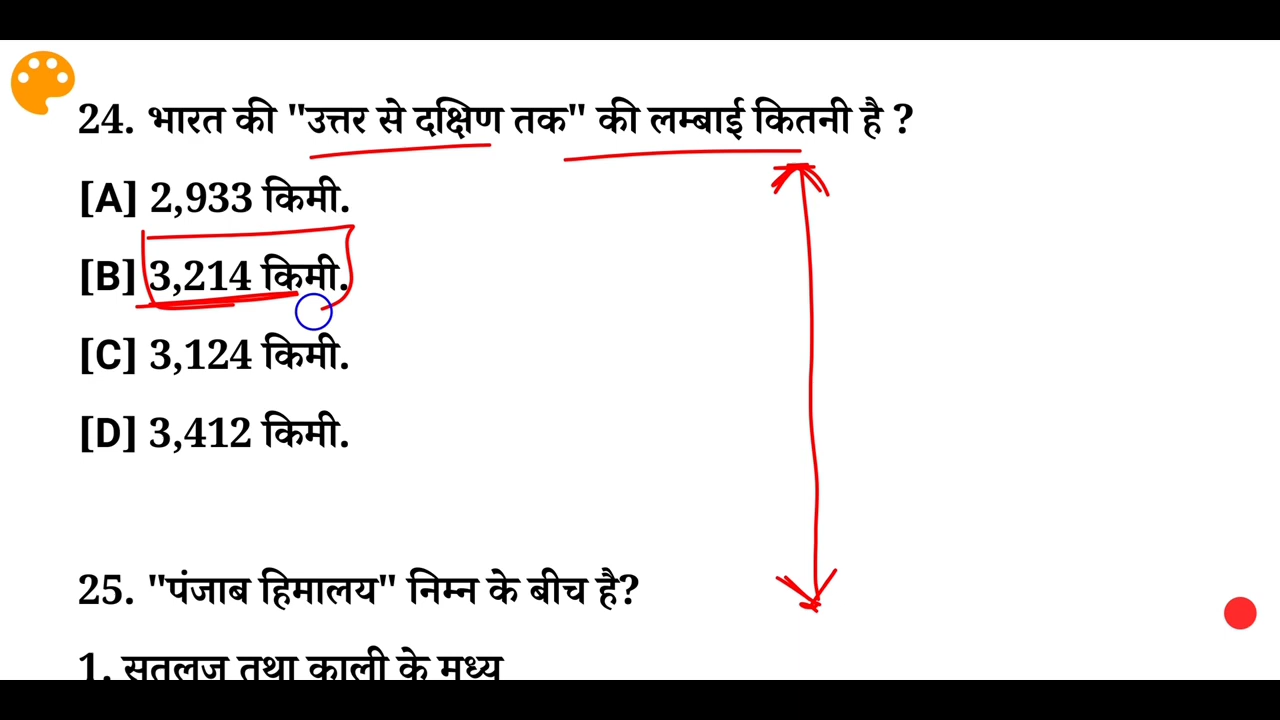 24. भारत की "उत्तर से दक्षिण तक" की लम्बाई कितनी है ?
[A] 2,933 किमी.
[B] 3,214 किमी.
[C] 3,124 किमी.
[D] 3,412 किमी.
25. "पंजाब हिमालय" निम्न के बीच है?
1. सतलज तथा काली के मध्य